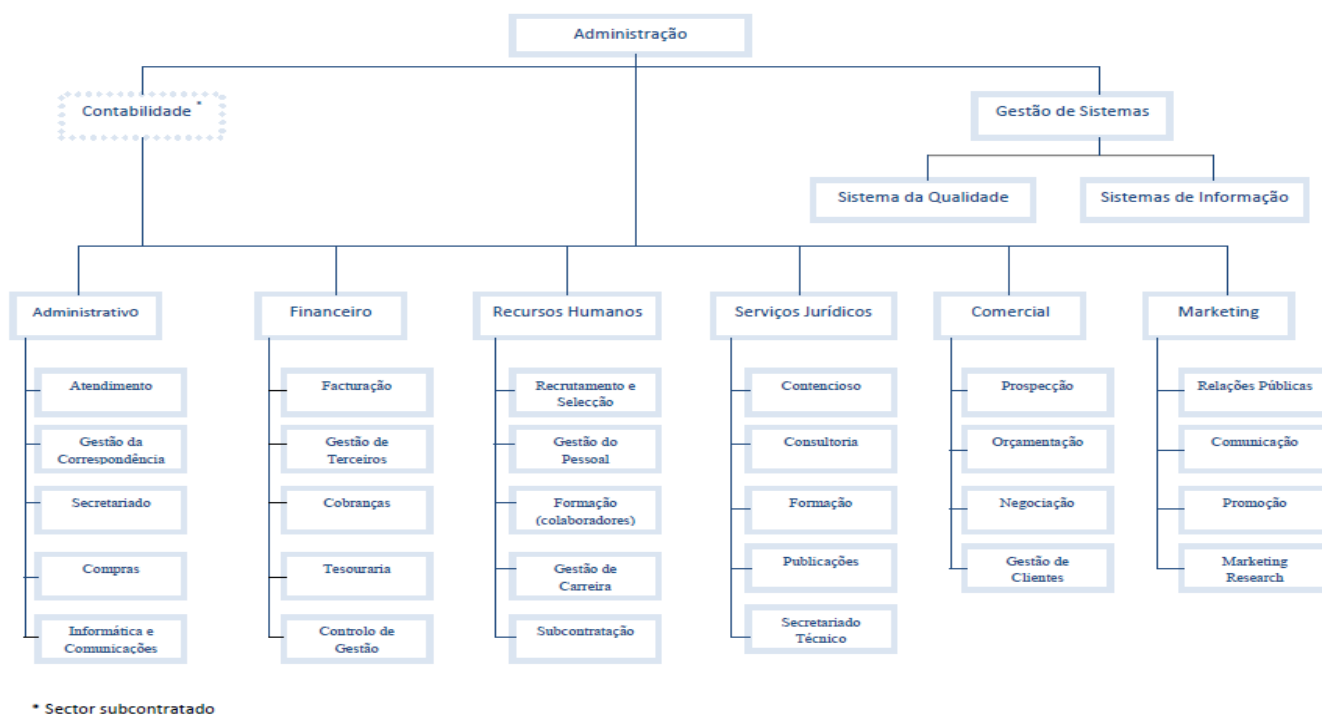 Administração
Contabilidade *
Gestão de Sistemas
Sistema da Qualidade
Sistemas de Informação
Administrativo
Financeiro
Recursos Humanos
Serviços Jurídicos
Comercial
Marketing
Atendimento
Gestão da
Correspondência
Secretariado
Compras
Informática e
Comunicações
Facturação
Gestão de
Terceiros
Cobranças
Tesouraria
Controlo de
Gestão
Recrutamento e
Selecção
Gestão do
Pessoal
Formação
(colaboradores)
Gestão de
Carreira
Subcontratação
Contencioso
Consultoria
Formação
Publicações
Secretariado
Técnico
Prospecção
Orçamentação
Negociação
Gestão de
Clientes
Relações Públicas
Comunicação
Promoção
Marketing
Research
* Sector subcontratado